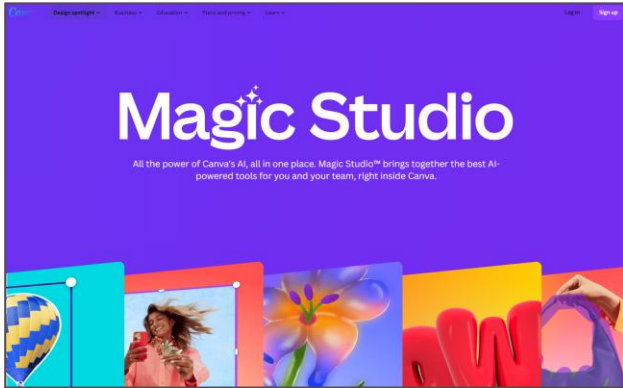 Canva
Design spotlight
Business
Education
Plans and pricing
Learn
Log in
Sign up
Magic Studio
All the power of Canva's AI, all in one place. Magic Studio™ brings together the best AI-
powered tools for you and your team, right inside Canva.
AW